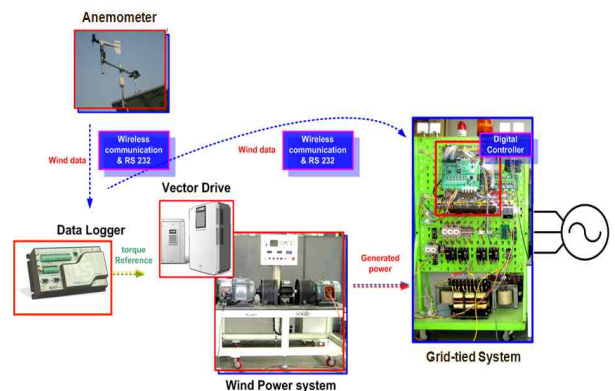 Anemometer
Wireless
communication
& RS 232
Wind data
Wireless
communication
& RS 232
Wind data
Digital
Controller
Vector Drive
Data Logger
torque
Reference
Generated
power
Grid-tied System
Wind Power system